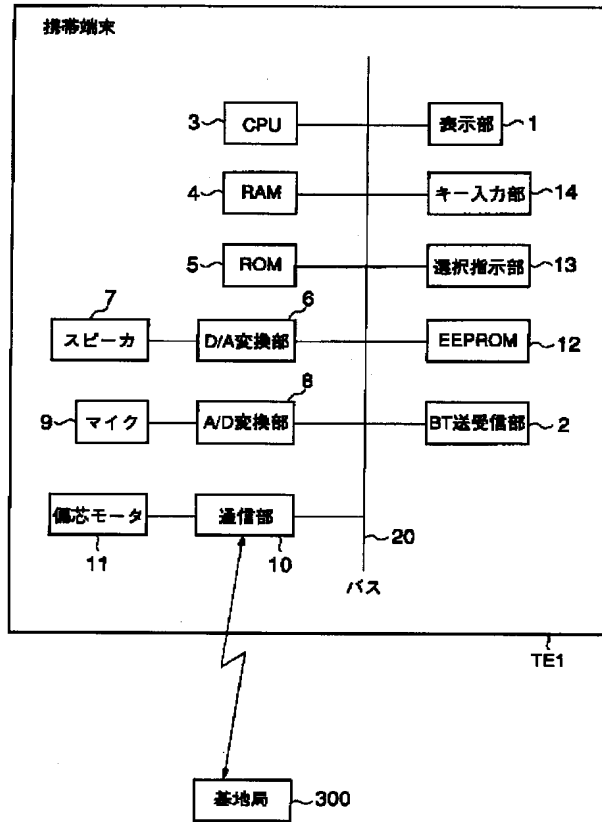 携帯端末
3 CPU 表示部 1
4 RAM キー入力部 14
5 ROM 選択指示部 13
7 6
スピーカ D/A変換部 EEPROM 12
8
9 マイク A/D変換部 BT送受信部 2
偏芯モータ 通信部
11 10 20
バス
TE1
基地局 300